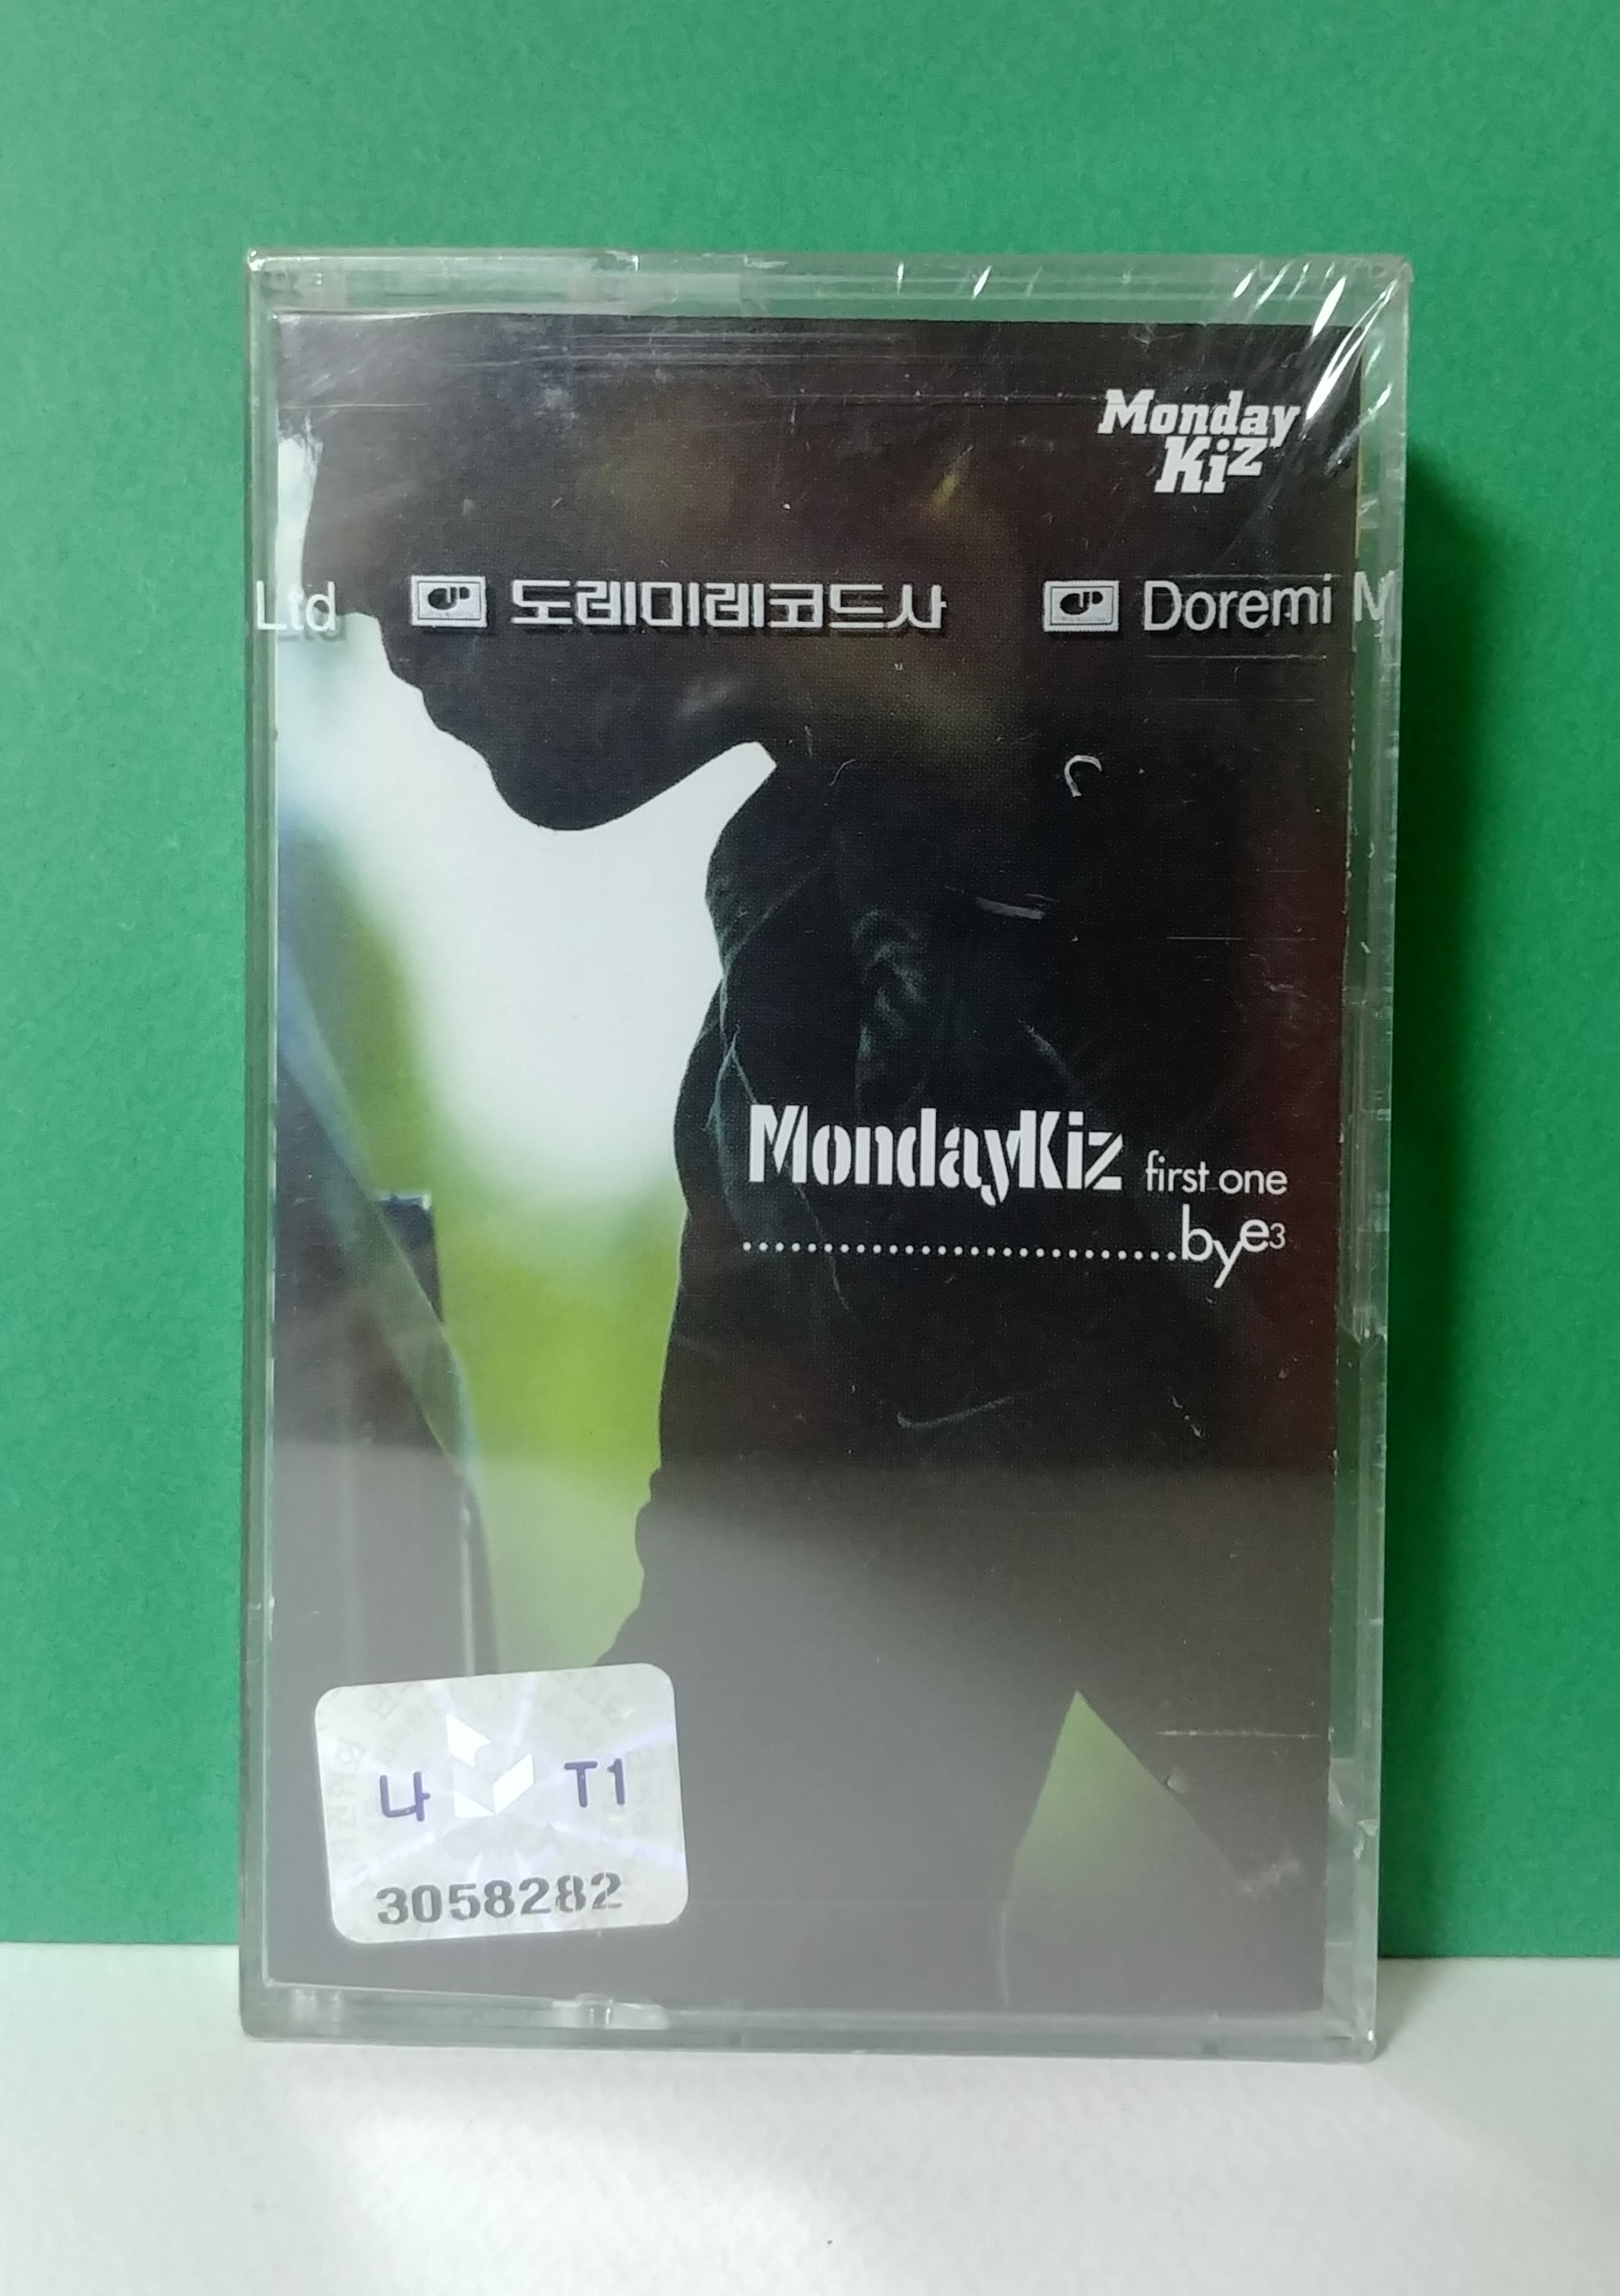 Monday
Kiz
Ltd 도레미레코드사 Doremi M
MondayKiz first one
..............................bye3
나 T1
3058282